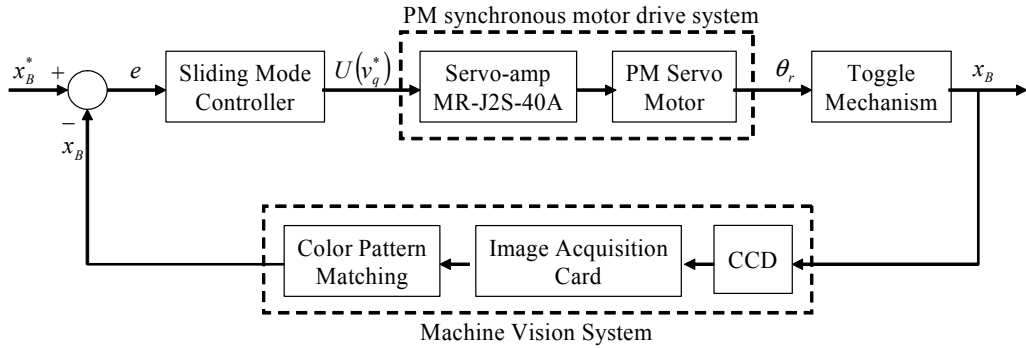 PM synchronous motor drive system
x_B^* + e
Sliding Mode
Controller
U(v_q^*)
Servo-amp
MR-J2S-40A
PM Servo
Motor
θ_r
Toggle
Mechanism
x_B
−
x_B
Color Pattern
Matching
Image Acquisition
Card
CCD
Machine Vision System